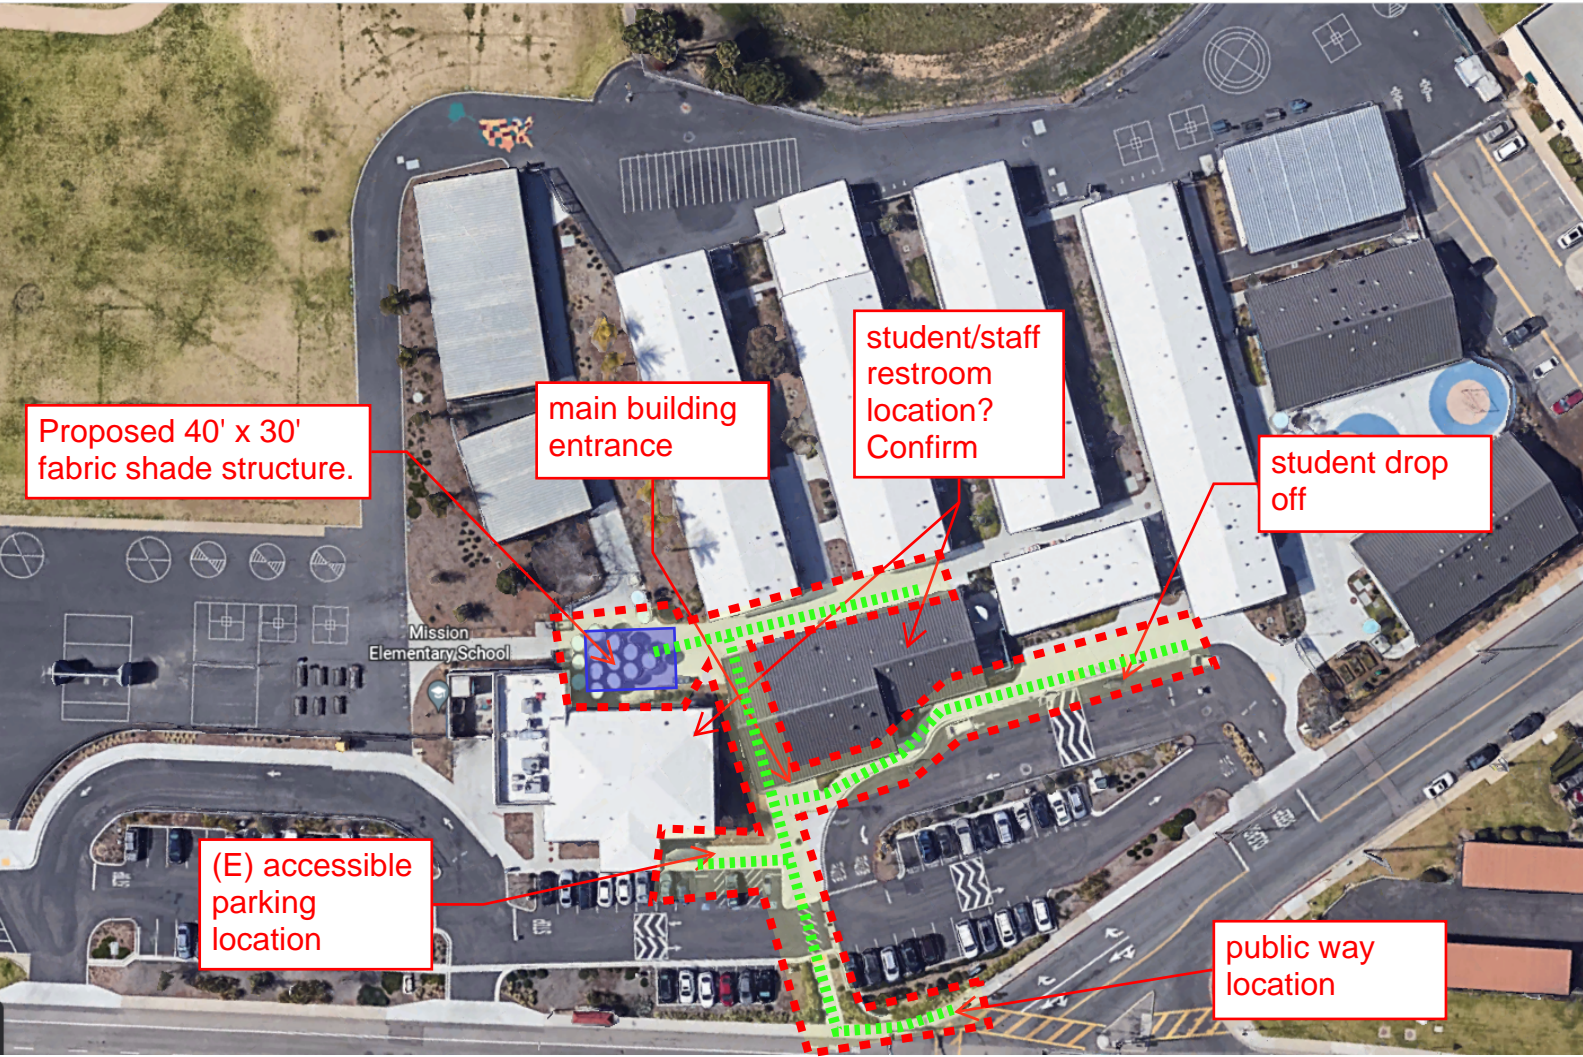 student/staff
restroom
location?
Confirm
main building
entrance
Proposed 40' x 30'
fabric shade structure.
student drop
off
Mission
Elementary School
(E) accessible
parking
location
public way
location
STOP